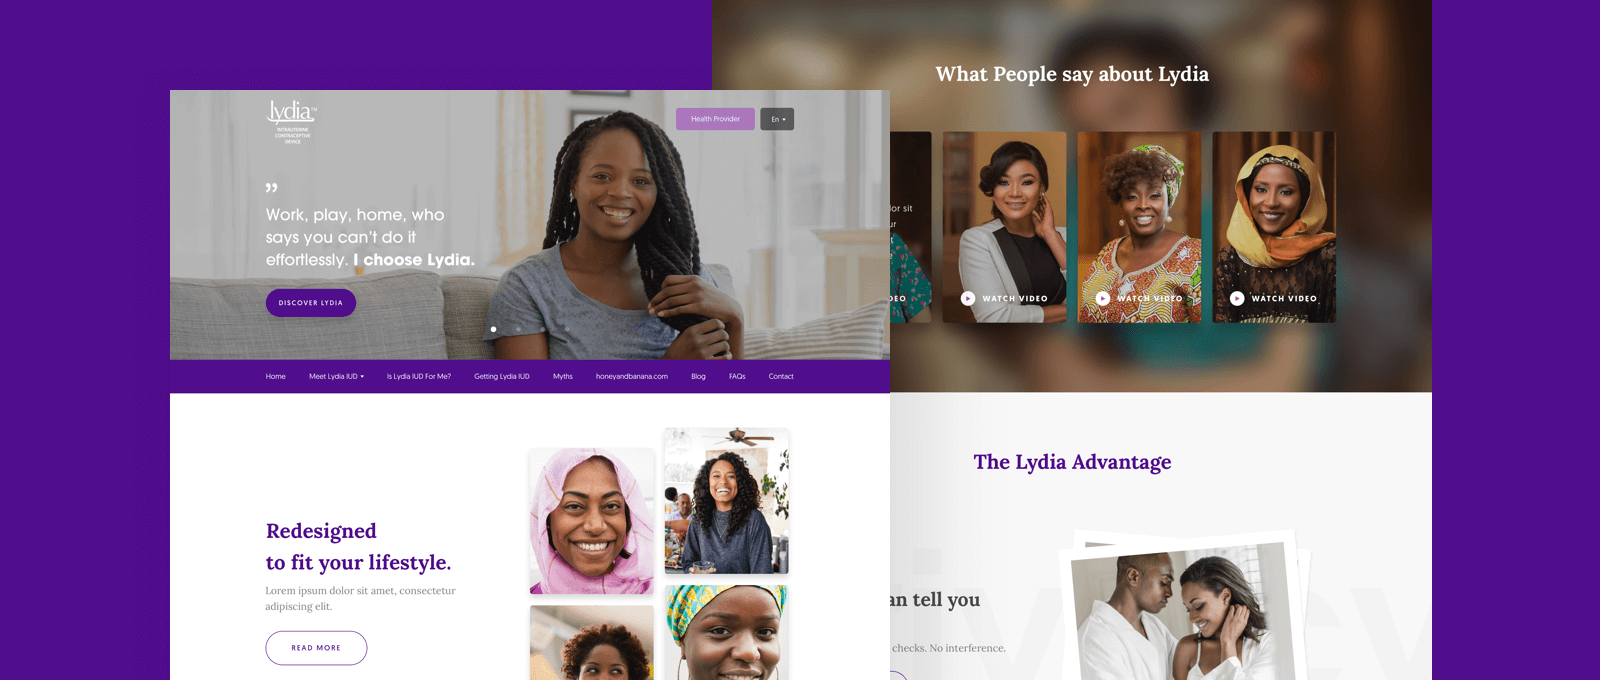 lydia™
INTRAUTERINE
CONTRACEPTIVE
DEVICE
Health Provider
En
”
Work, play, home, who
says you can't do it
effortlessly. I choose Lydia.
DISCOVER LYDIA
Home
Meet Lydia IUD
Is Lydia IUD For Me?
Getting Lydia IUD
Myths
honeyandbanana.com
Blog
FAQs
Contact
Redesigned
to fit your lifestyle.
Lorem ipsum dolor sit amet, consectetur
adipiscing elit.
READ MORE
What People say about Lydia
lor sit
ur
t
e
DEO
WATCH VIDEO
WATCH VIDEO
WATCH VIDEO
The Lydia Advantage
an tell you
checks. No interference.